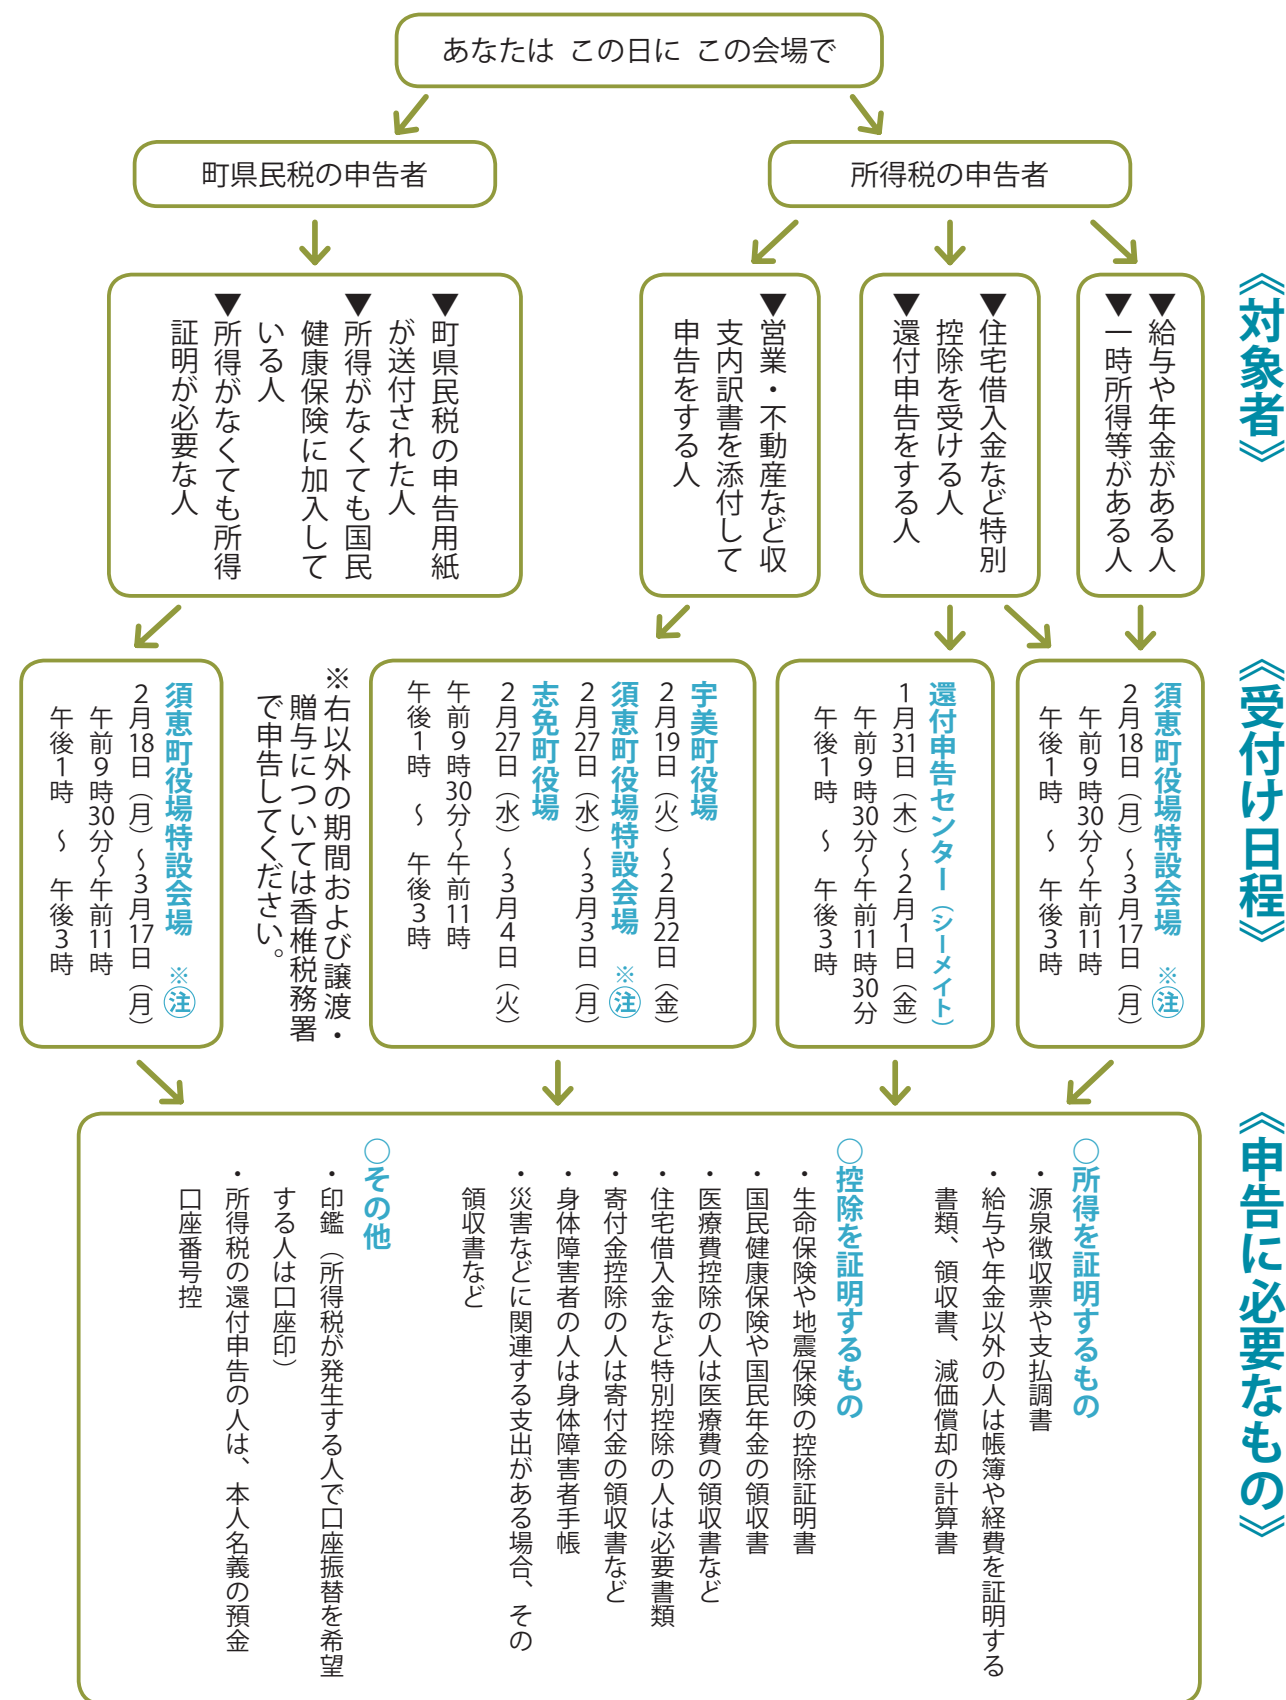 あなたは この日に この会場で
町県民税の申告者
所得税の申告者
《対象者》
▼給与や年金がある人
▼一時所得等がある人
▼住宅借入金など特別
控除を受ける人
▼還付申告をする人
▼営業・不動産など収
支内訳書を添付して
申告をする人
▼町県民税の申告用紙
が送付された人
▼所得がなくても国民
健康保険に加入して
いる人
▼所得がなくても所得
証明が必要な人
《受付け日程》
須恵町役場特設会場 ※注
2月18日(月)~3月17日(月)
午前9時30分~午前11時
午後1時 ~ 午後3時
還付申告センター(シーメイト)
1月31日(木)~2月1日(金)
午前9時30分~午前11時30分
午後1時 ~ 午後3時
宇美町役場
2月19日(火)~2月22日(金)
須恵町役場特設会場 ※注
2月27日(水)~3月3日(月)
志免町役場
2月27日(水)~3月4日(火)
午前9時30分~午前11時
午後1時 ~ 午後3時
※右以外の期間および譲渡・
贈与については香椎税務署
で申告してください。
須恵町役場特設会場 ※注
2月18日(月)~3月17日(月)
午前9時30分~午前11時
午後1時 ~ 午後3時
《申告に必要なもの》
○所得を証明するもの
・源泉徴収票や支払調書
・給与や年金以外の人は帳簿や経費を証明する
書類、領収書、減価償却の計算書
○控除を証明するもの
・生命保険や地震保険の控除証明書
・国民健康保険や国民年金の領収書
・医療費控除の人は医療費の領収書など
・住宅借入金など特別控除の人は必要書類
・寄付金控除の人は寄付金の領収書など
・身体障害者の人は身体障害者手帳
・災害などに関連する支出がある場合、その
領収書など
○その他
・印鑑(所得税が発生する人で口座振替を希望
する人は口座印)
・所得税の還付申告の人は、本人名義の預金
口座番号控